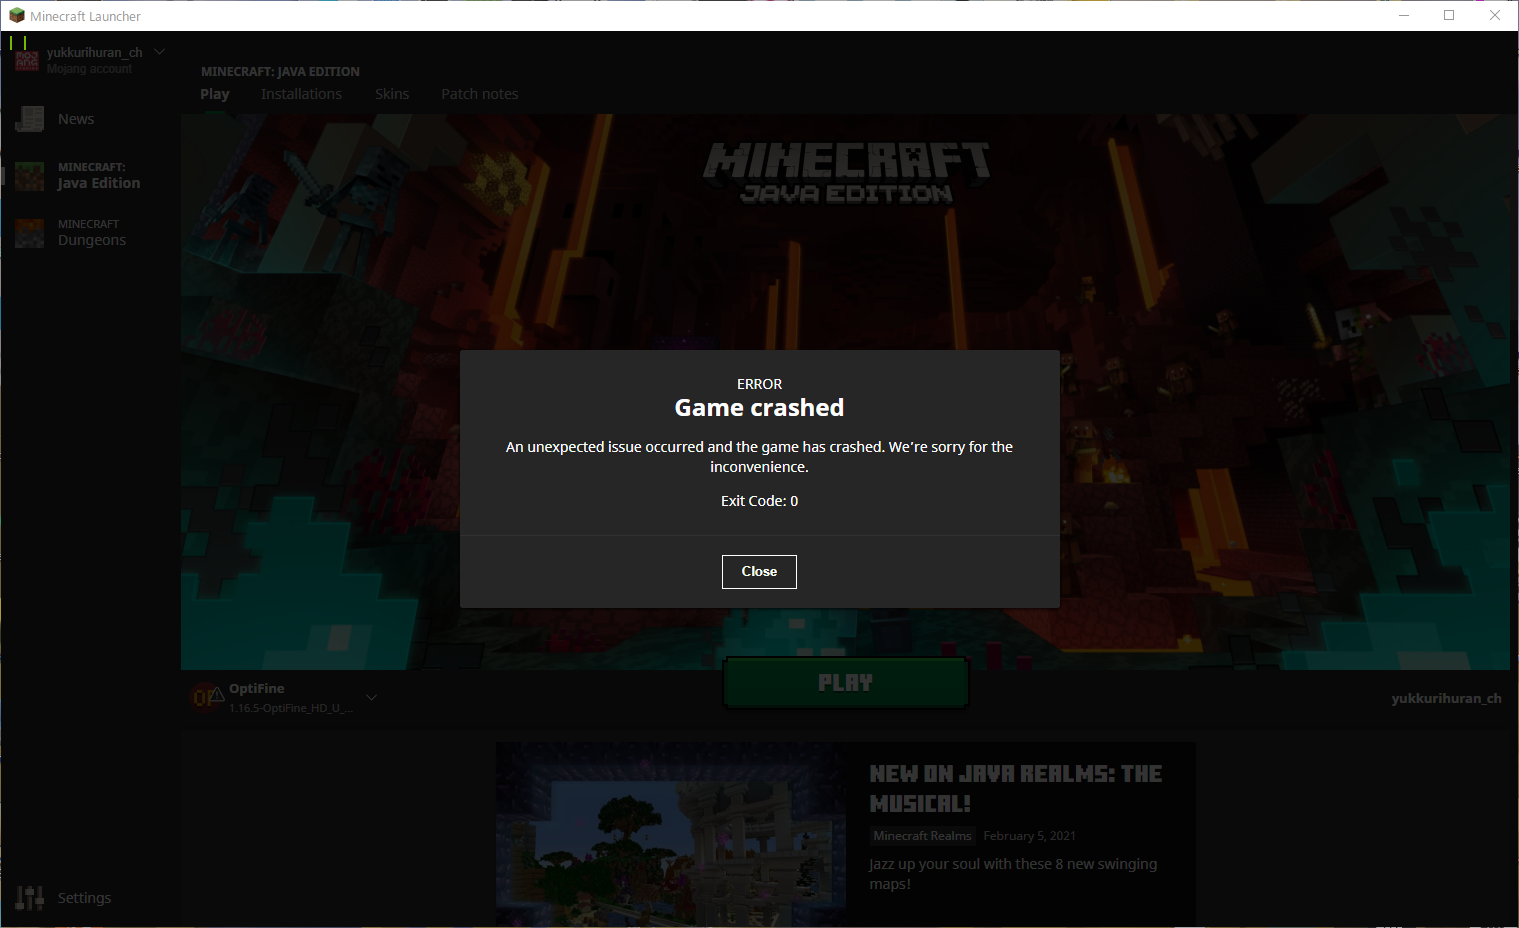 Minecraft Launcher
yukkurihuran_ch
Mojang account
News
MINECRAFT:
Java Edition
MINECRAFT
Dungeons
Settings
MINECRAFT: JAVA EDITION
Play Installations Skins Patch notes
MINECRAFT
JAVA EDITION
ERROR
Game crashed
An unexpected issue occurred and the game has crashed. We're sorry for the
inconvenience.
Exit Code: 0
Close
OptiFine
1.16.5-OptiFine_HD_U_...
PLAY
yukkurihuran_ch
NEW ON JAVA REALMS: THE
MUSICAL!
Minecraft Realms February 5, 2021
Jazz up your soul with these 8 new swinging
maps!